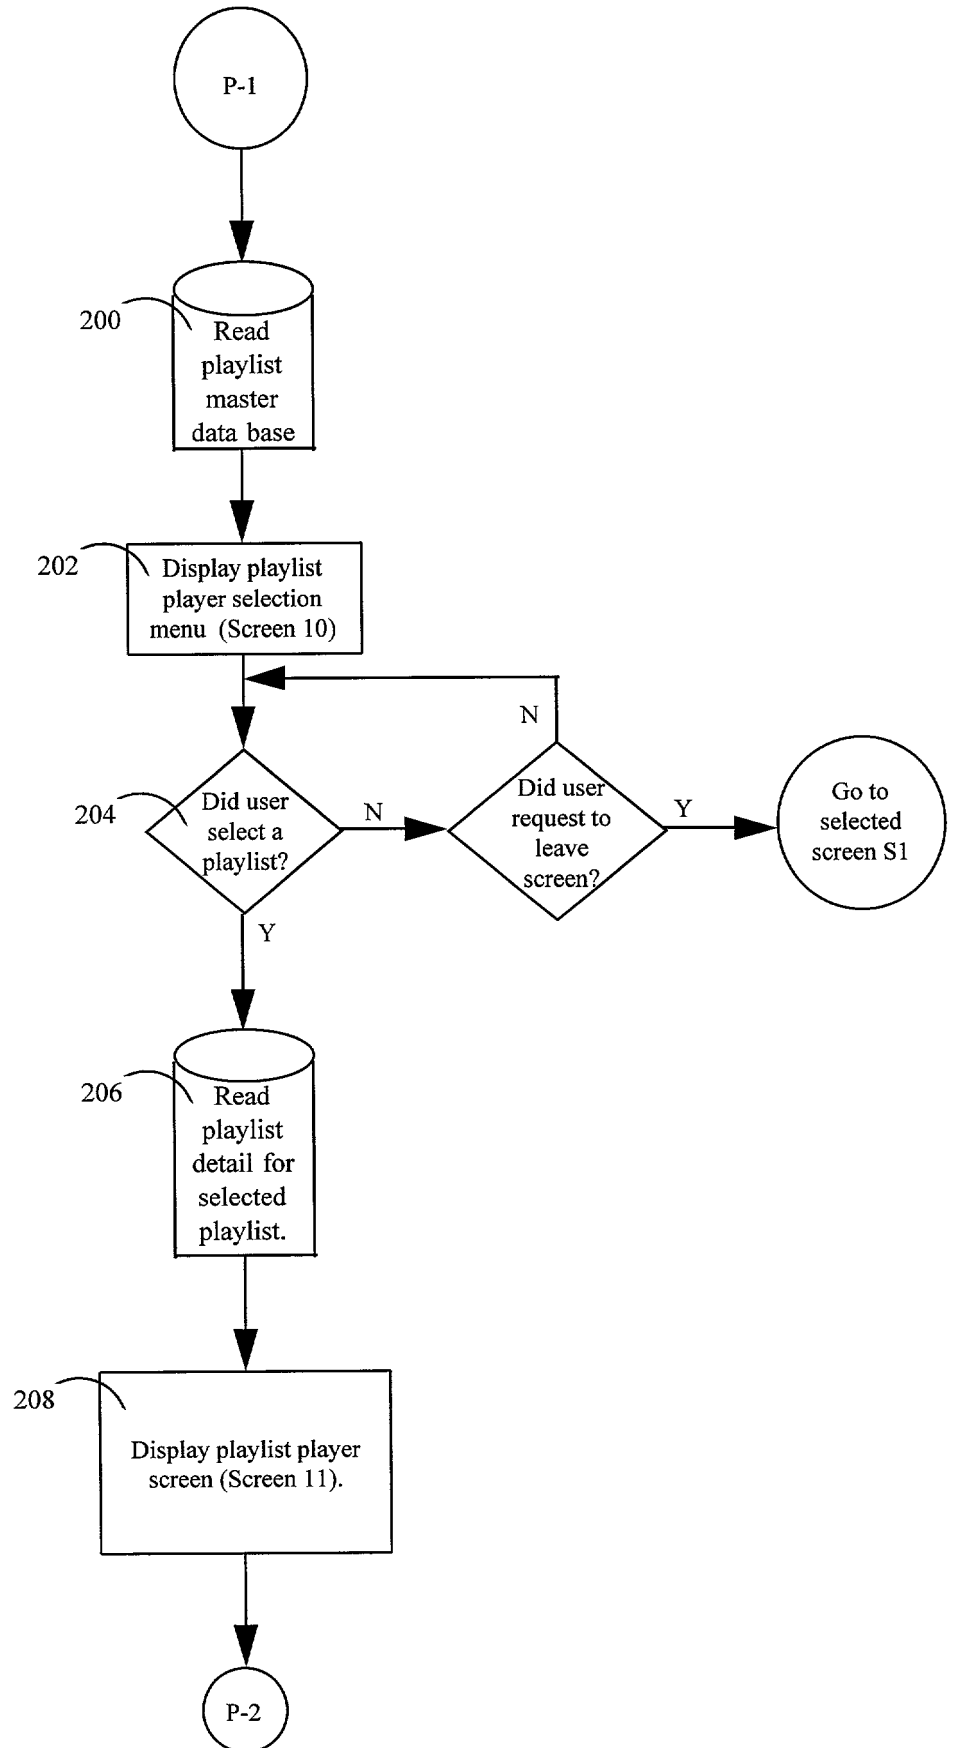 P-1
200
Read
playlist
master
data base
202
Display playlist
player selection
menu (Screen 10)
N
204
Did user
select a
playlist?
N
Did user
request to
leave
screen?
Y
Go to
selected
screen S1
Y
206
Read
playlist
detail for
selected
playlist.
208
Display playlist player
screen (Screen 11).
P-2